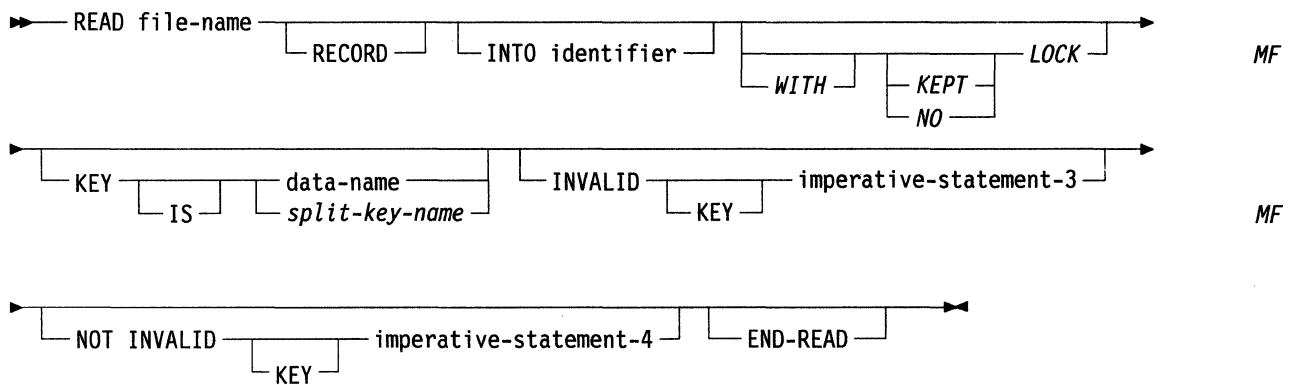 READ file-name
RECORD INTO identifier LOCK MF
WITH KEPT
NO
KEY data-name INVALID imperative-statement-3
IS split-key-name KEY MF
NOT INVALID imperative-statement-4 END-READ
KEY